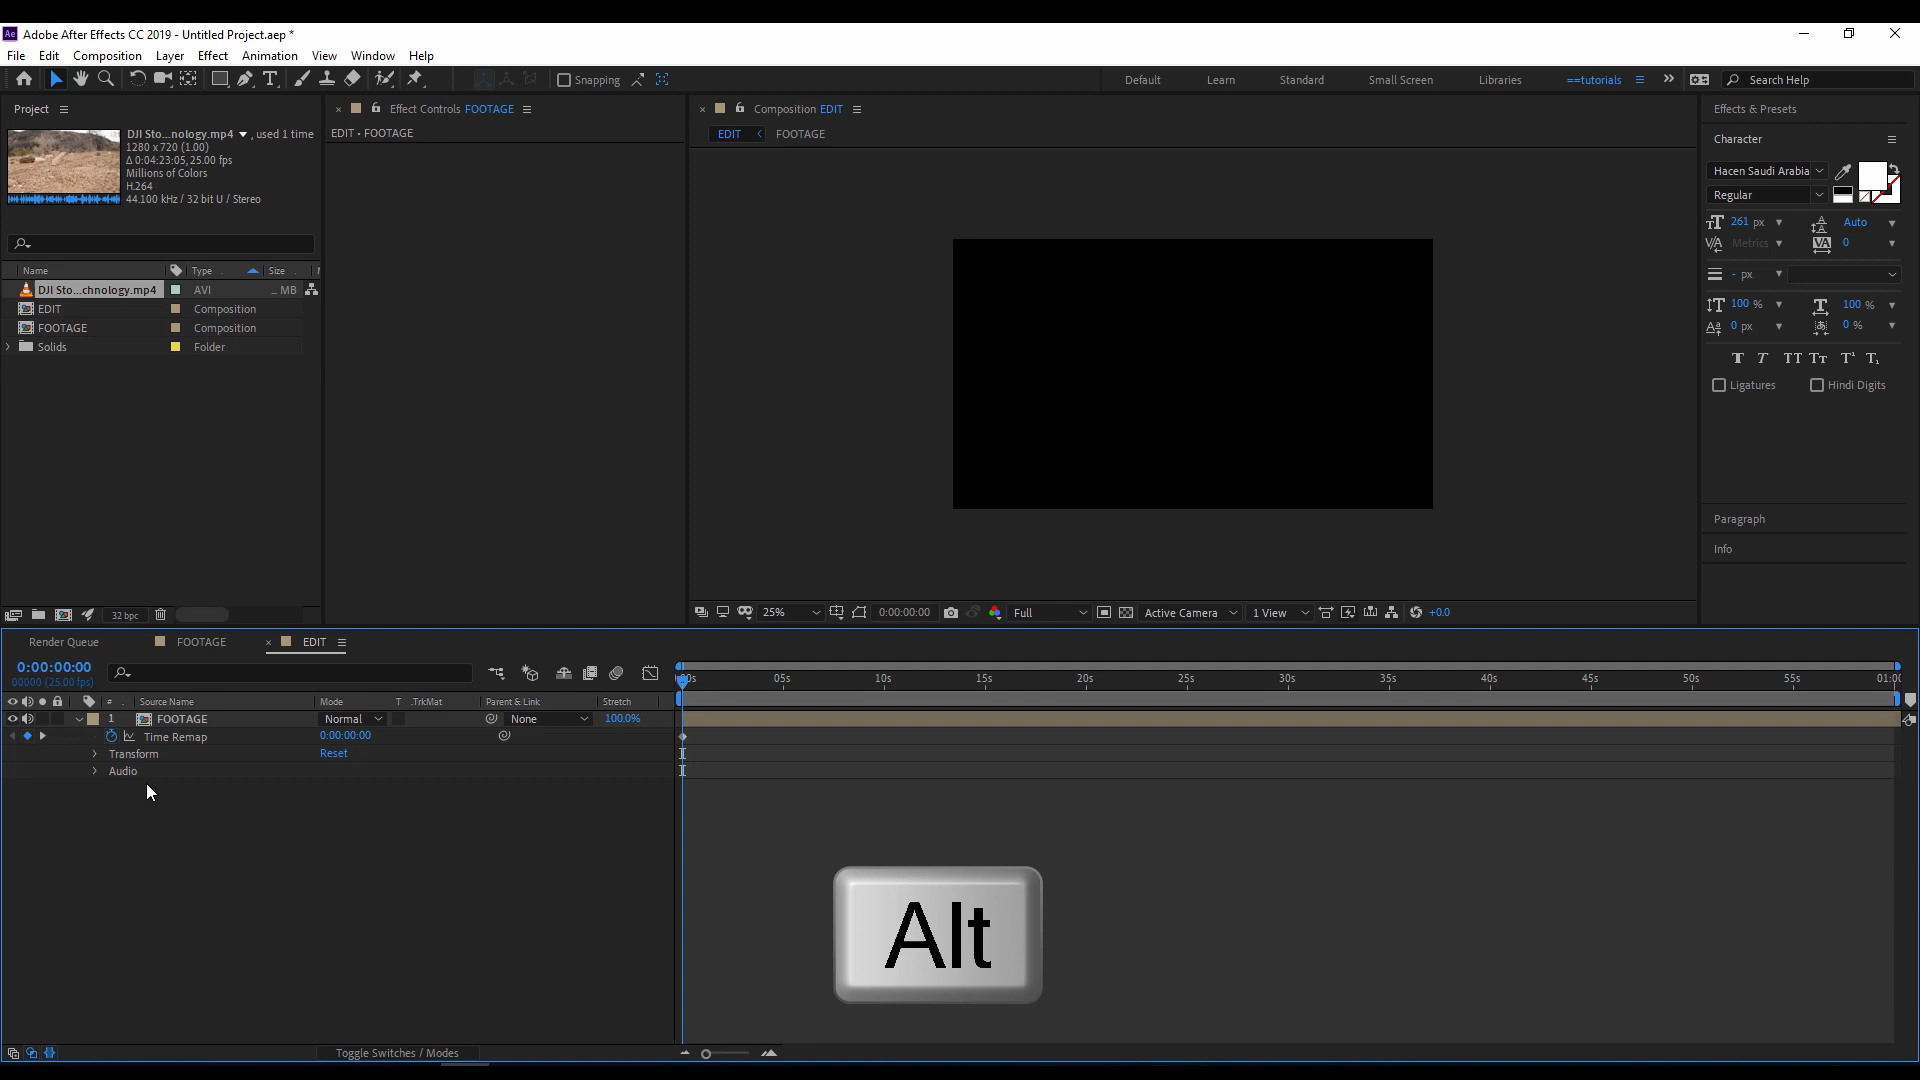 Ae Adobe After Effects CC 2019 - Untitled Project.aep *
File Edit Composition Layer Effect Animation View Window Help
Snapping Default Learn Standard Small Screen Libraries ==tutorials Search Help
Project Effect Controls FOOTAGE Composition EDIT Effects & Presets
DJI Sto...nology.mp4 , used 1 time
1280 x 720 (1.00)
Δ 0:04:23:05, 25.00 fps
Millions of Colors
H.264
44.100 kHz / 32 bit U / Stereo
EDIT • FOOTAGE
EDIT FOOTAGE
Character
Hacen Saudi Arabia
Regular
261 px Auto
Metrics 0
- px
100 % 100 %
0 px 0 %
T T TT Tт T¹ T₁
Ligatures Hindi Digits
Paragraph
Info
Name Type Size
DJI Sto...chnology.mp4 AVI ... MB
EDIT Composition
FOOTAGE Composition
Solids Folder
32 bpc
25% 0:00:00:00 Full Active Camera 1 View +0.0
Render Queue FOOTAGE EDIT
0:00:00:00
00000 (25.00 fps)
:00s 05s 10s 15s 20s 25s 30s 35s 40s 45s 50s 55s 01:00
# Source Name Mode T .TrkMat Parent & Link Stretch
1 FOOTAGE Normal None 100.0%
Time Remap 0:00:00:00
Transform Reset
Audio
Alt
Toggle Switches / Modes